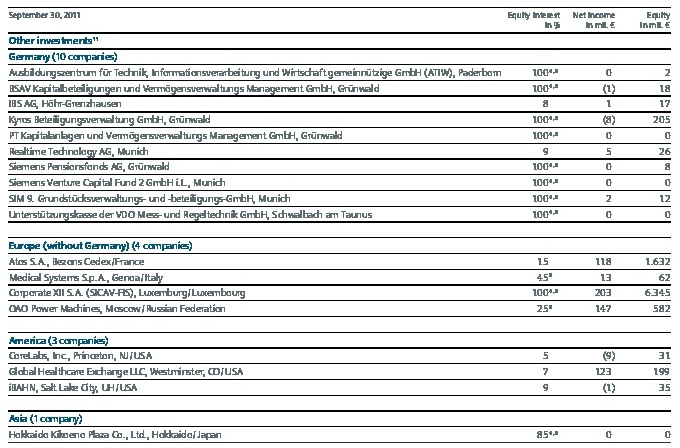 September 30, 2011 Equity interest Net income Equity
in % in mil. € in mil. €
Other investments¹¹
Germany (10 companies)
Ausbildungszentrum für Technik, Informationsverarbeitung und Wirtschaft gemeinnützige GmbH (ATIW), Paderborn 100⁴,⁸ 0 2
BSAV Kapitalbeteiligungen und Vermögensverwaltungs Management GmbH, Grünwald 100⁴,⁸ (1) 18
IBS AG, Höhr-Grenzhausen 8 1 17
Kyros Beteiligungsverwaltung GmbH, Grünwald 100⁴,⁸ (8) 205
PT Kapitalanlagen und Vermögensverwaltungs Management GmbH, Grünwald 100⁴,⁸ 0 0
Realtime Technology AG, Munich 9 5 26
Siemens Pensionsfonds AG, Grünwald 100⁴,⁸ 0 8
Siemens Venture Capital Fund 2 GmbH i.L., Munich 100⁴,⁸ 0 0
SIM 9. Grundstücksverwaltungs- und -beteiligungs-GmbH, Munich 100⁴,⁸ 2 12
Unterstützungskasse der VDO Mess- und Regeltechnik GmbH, Schwalbach am Taunus 100⁴,⁸ 0 0
Europe (without Germany) (4 companies)
Atos S.A., Bezons Cedex/France 15 118 1.632
Medical Systems S.p.A., Genoa/Italy 45⁸ 13 62
Corporate XII S.A. (SICAV-FIS), Luxemburg/Luxembourg 100⁴,⁸ 203 6.345
OAO Power Machines, Moscow/Russian Federation 25⁸ 147 582
America (3 companies)
CoreLabs, Inc., Princeton, NJ/USA 5 (9) 31
Global Healthcare Exchange LLC, Westminster, CO/USA 7 123 199
iBAHN, Salt Lake City, UH/USA 9 (1) 35
Asia (1 company)
Hokkaido Kikoeno Plaza Co., Ltd., Hokkaido/Japan 85⁴,⁸ 0 0